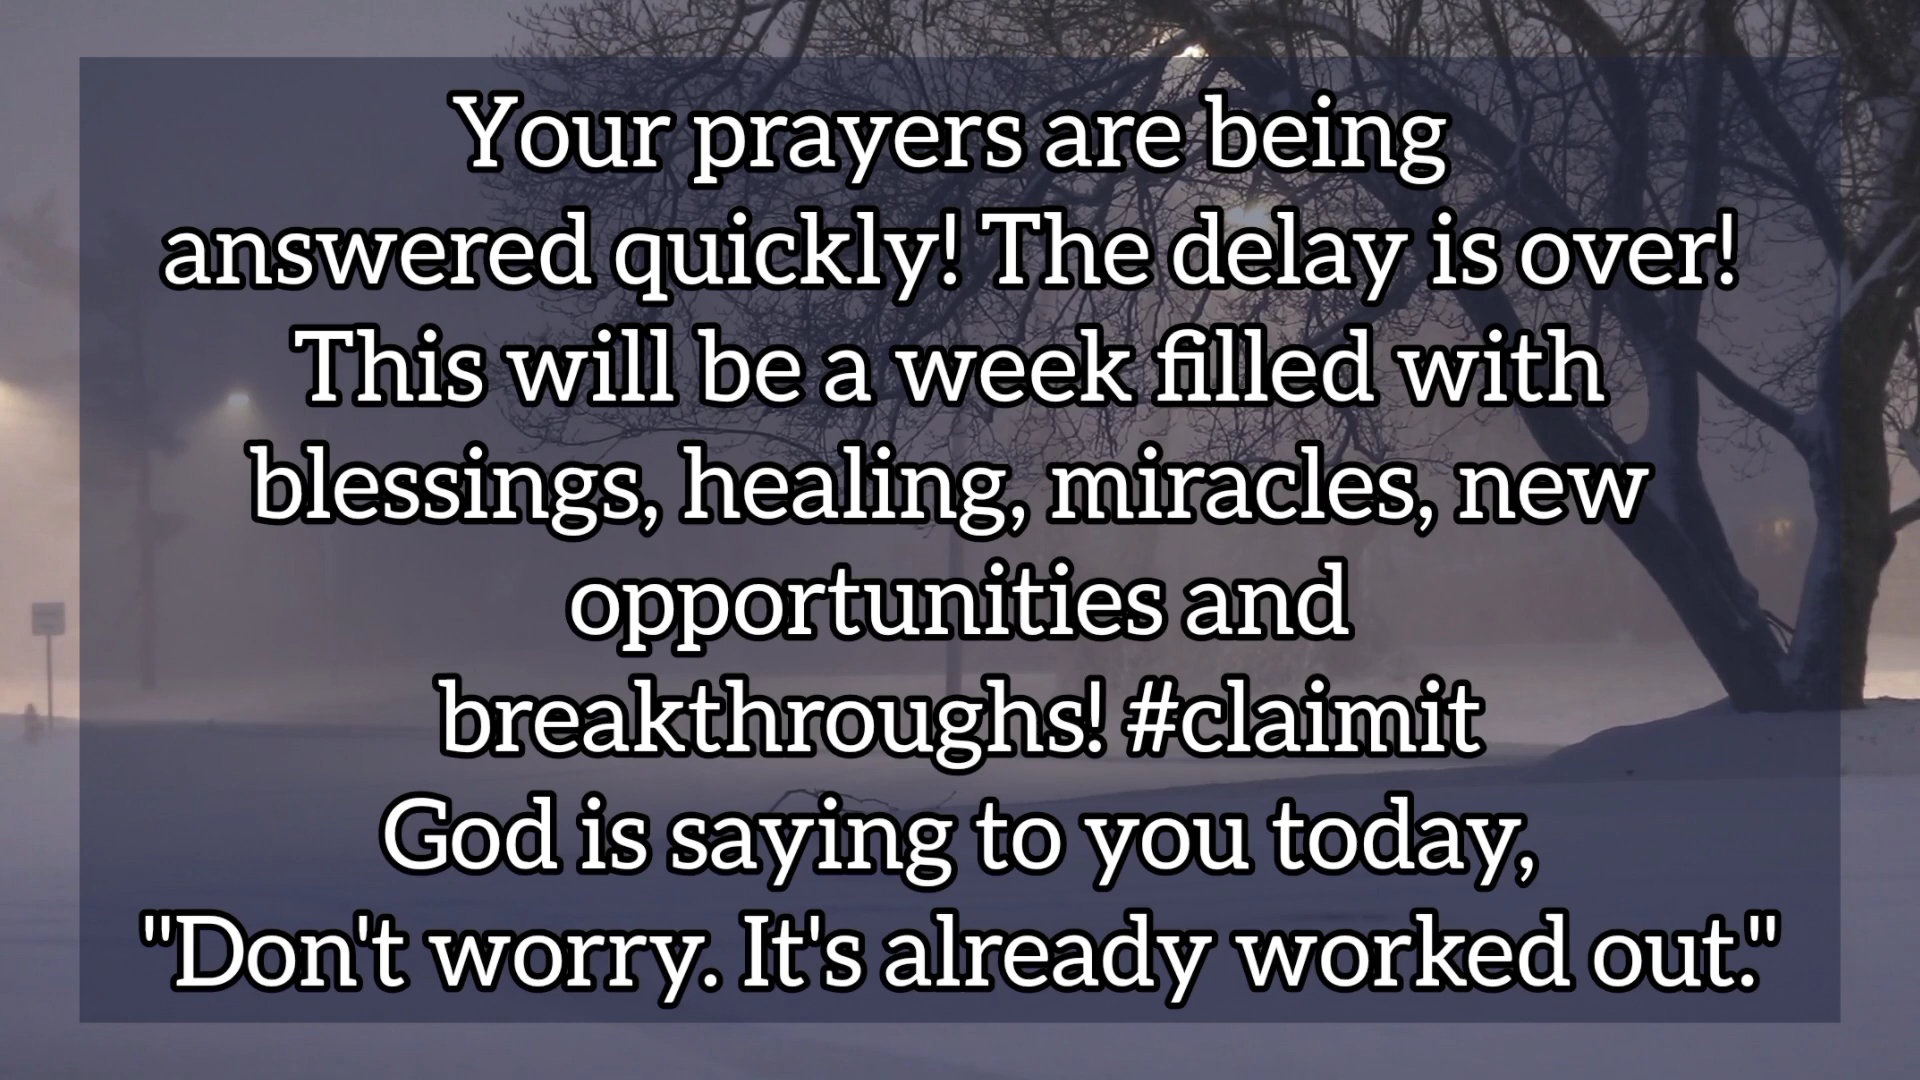 Your prayers are being
answered quickly! The delay is over!
This will be a week filled with
blessings, healing, miracles, new
opportunities and
breakthroughs! #claimit
God is saying to you today,
"Don't worry. It's already worked out."